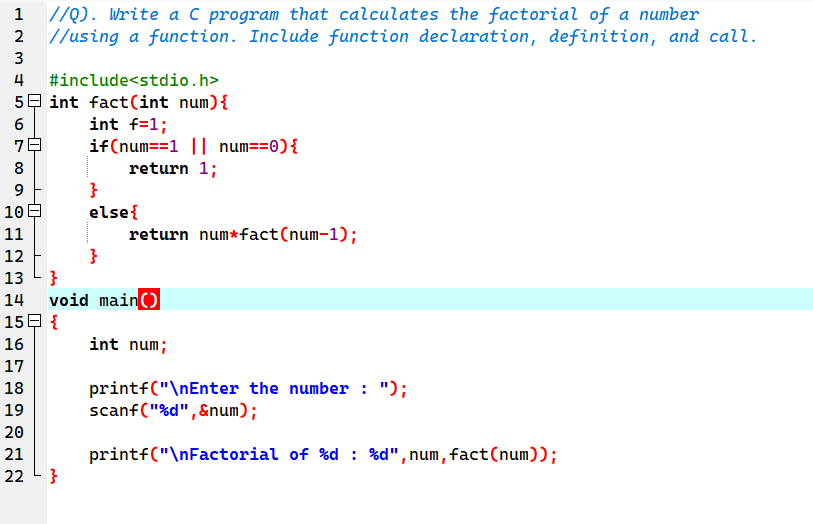 1 //Q). Write a C program that calculates the factorial of a number
2 //using a function. Include function declaration, definition, and call.
3
4 #include<stdio.h>
5 int fact(int num){
6     int f=1;
7     if(num==1 || num==0){
8         return 1;
9     }
10     else{
11         return num*fact(num-1);
12     }
13 }
14 void main()
15 {
16     int num;
17
18     printf("\nEnter the number : ");
19     scanf("%d",&num);
20
21     printf("\nFactorial of %d : %d",num,fact(num));
22 }